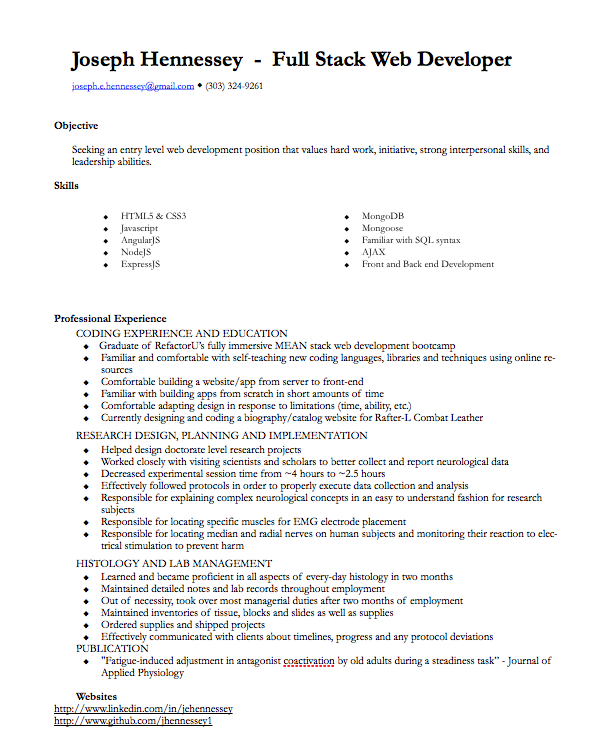 Joseph Hennessey - Full Stack Web Developer
joseph.e.hennessey@gmail.com ◆ (303) 324-9261
Objective
Seeking an entry level web development position that values hard work, initiative, strong interpersonal skills, and
leadership abilities.
Skills
◆ HTML5 & CSS3
◆ Javascript
◆ AngularJS
◆ NodeJS
◆ ExpressJS
◆ MongoDB
◆ Mongoose
◆ Familiar with SQL syntax
◆ AJAX
◆ Front and Back end Development
Professional Experience
CODING EXPERIENCE AND EDUCATION
◆ Graduate of RefactorU's fully immersive MEAN stack web development bootcamp
◆ Familiar and comfortable with self-teaching new coding languages, libraries and techniques using online re-
sources
◆ Comfortable building a website/app from server to front-end
◆ Familiar with building apps from scratch in short amounts of time
◆ Comfortable adapting design in response to limitations (time, ability, etc.)
◆ Currently designing and coding a biography/catalog website for Rafter-L Combat Leather
RESEARCH DESIGN, PLANNING AND IMPLEMENTATION
◆ Helped design doctorate level research projects
◆ Worked closely with visiting scientists and scholars to better collect and report neurological data
◆ Decreased experimental session time from ~4 hours to ~2.5 hours
◆ Effectively followed protocols in order to properly execute data collection and analysis
◆ Responsible for explaining complex neurological concepts in an easy to understand fashion for research
subjects
◆ Responsible for locating specific muscles for EMG electrode placement
◆ Responsible for locating median and radial nerves on human subjects and monitoring their reaction to elec-
trical stimulation to prevent harm
HISTOLOGY AND LAB MANAGEMENT
◆ Learned and became proficient in all aspects of every-day histology in two months
◆ Maintained detailed notes and lab records throughout employment
◆ Out of necessity, took over most managerial duties after two months of employment
◆ Maintained inventories of tissue, blocks and slides as well as supplies
◆ Ordered supplies and shipped projects
◆ Effectively communicated with clients about timelines, progress and any protocol deviations
PUBLICATION
◆ "Fatigue-induced adjustment in antagonist coactivation by old adults during a steadiness task” - Journal of
Applied Physiology
Websites
http://www.linkedin.com/in/jehennessey
http://www.github.com/jhennessey1